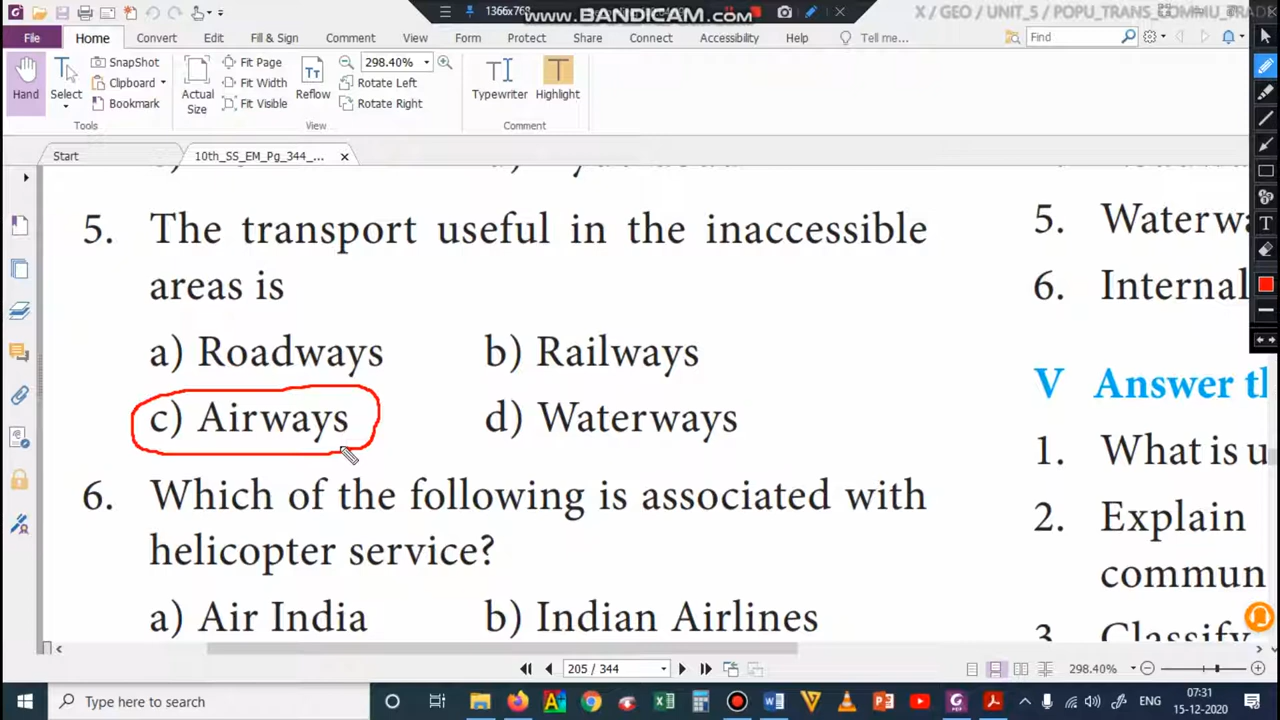 1366x768
www.BANDICAM.com
X / GEO / UNIT_5 / POPU_TRANS_COMMU_TRADE
File Home Convert Edit Fill & Sign Comment View Form Protect Share Connect Accessibility Help Tell me... Find
SnapShot Fit Page 298.40%
Clipboard Fit Width Rotate Left
Bookmark Fit Visible Rotate Right
Hand Select Actual Size Reflow Typewriter Highlight
Tools View Comment
Start 10th_SS_EM_Pg_344_...
5. The transport useful in the inaccessible
areas is
a) Roadways b) Railways
c) Airways d) Waterways
6. Which of the following is associated with
helicopter service?
a) Air India b) Indian Airlines
5. Waterwa
6. Internal
V Answer th
1. What is u
2. Explain
commun
3. Classify
205 / 344 298.40%
Type here to search
ENG 07:31
15-12-2020